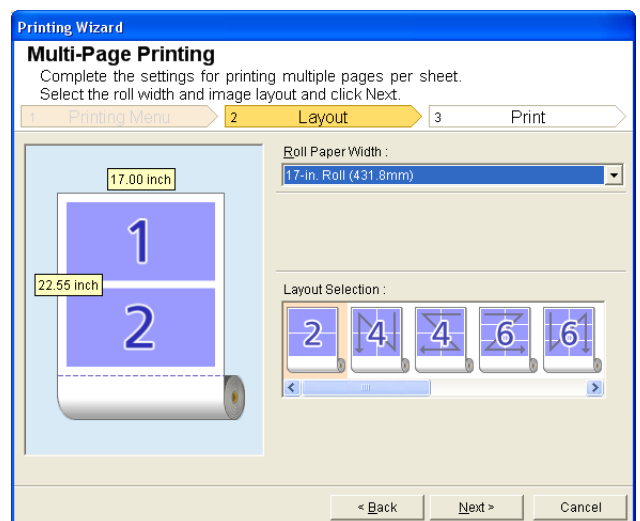 Printing Wizard
Multi-Page Printing
Complete the settings for printing multiple pages per sheet.
Select the roll width and image layout and click Next.
1 Printing Menu 2 Layout 3 Print
Roll Paper Width :
17-in. Roll (431.8mm)
17.00 inch
1
22.55 inch
2
Layout Selection :
2 4 4 6 6
< Back Next > Cancel